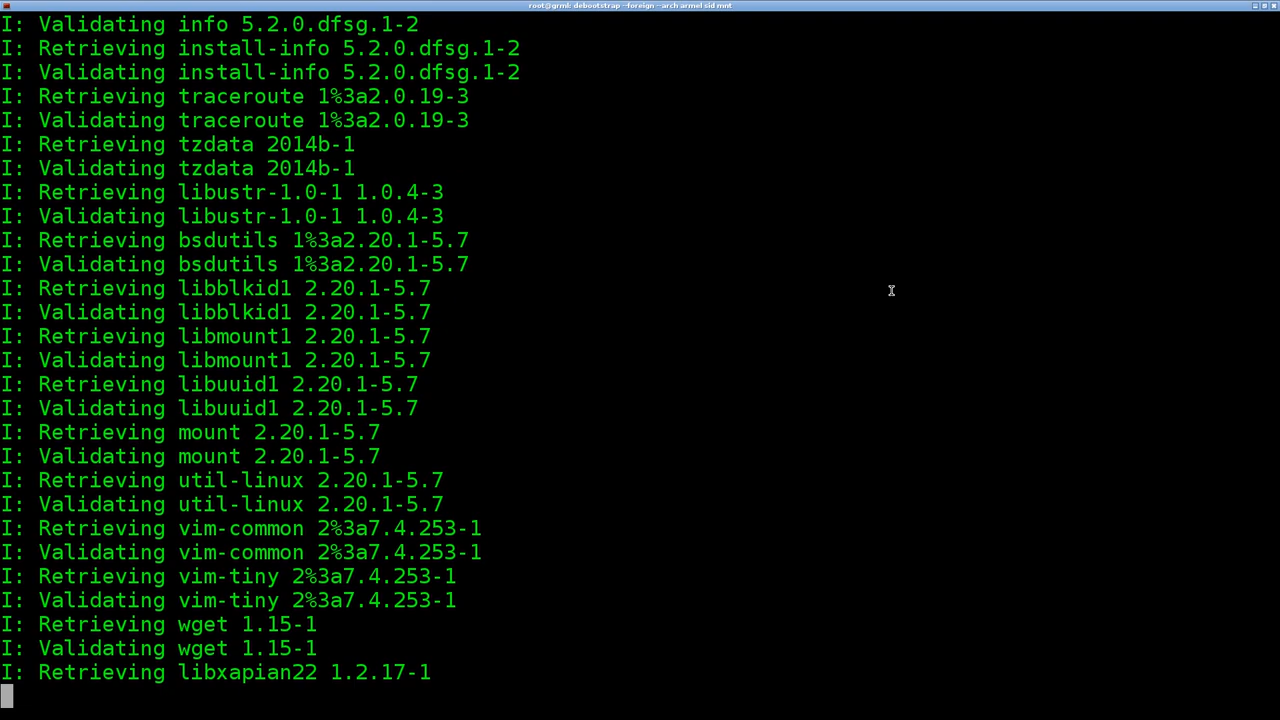 root@grml: debootstrap --foreign --arch armel sid mnt
I: Validating info 5.2.0.dfsg.1-2
I: Retrieving install-info 5.2.0.dfsg.1-2
I: Validating install-info 5.2.0.dfsg.1-2
I: Retrieving traceroute 1%3a2.0.19-3
I: Validating traceroute 1%3a2.0.19-3
I: Retrieving tzdata 2014b-1
I: Validating tzdata 2014b-1
I: Retrieving libustr-1.0-1 1.0.4-3
I: Validating libustr-1.0-1 1.0.4-3
I: Retrieving bsdutils 1%3a2.20.1-5.7
I: Validating bsdutils 1%3a2.20.1-5.7
I: Retrieving libblkid1 2.20.1-5.7
I: Validating libblkid1 2.20.1-5.7
I: Retrieving libmount1 2.20.1-5.7
I: Validating libmount1 2.20.1-5.7
I: Retrieving libuuid1 2.20.1-5.7
I: Validating libuuid1 2.20.1-5.7
I: Retrieving mount 2.20.1-5.7
I: Validating mount 2.20.1-5.7
I: Retrieving util-linux 2.20.1-5.7
I: Validating util-linux 2.20.1-5.7
I: Retrieving vim-common 2%3a7.4.253-1
I: Validating vim-common 2%3a7.4.253-1
I: Retrieving vim-tiny 2%3a7.4.253-1
I: Validating vim-tiny 2%3a7.4.253-1
I: Retrieving wget 1.15-1
I: Validating wget 1.15-1
I: Retrieving libxapian22 1.2.17-1